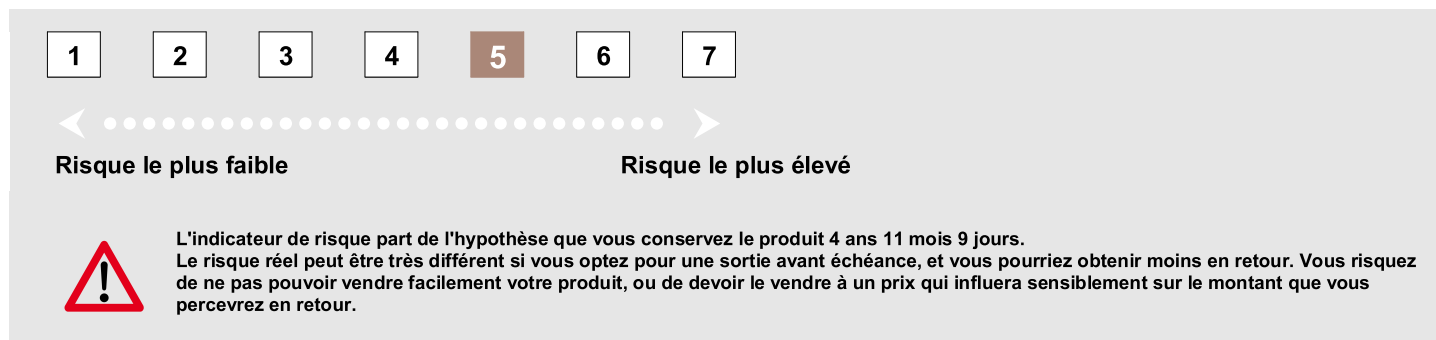 1 2 3 4 5 6 7
Risque le plus faible Risque le plus élevé
L'indicateur de risque part de l'hypothèse que vous conservez le produit 4 ans 11 mois 9 jours.
Le risque réel peut être très différent si vous optez pour une sortie avant échéance, et vous pourriez obtenir moins en retour. Vous risquez
de ne pas pouvoir vendre facilement votre produit, ou de devoir le vendre à un prix qui influera sensiblement sur le montant que vous
percevrez en retour.